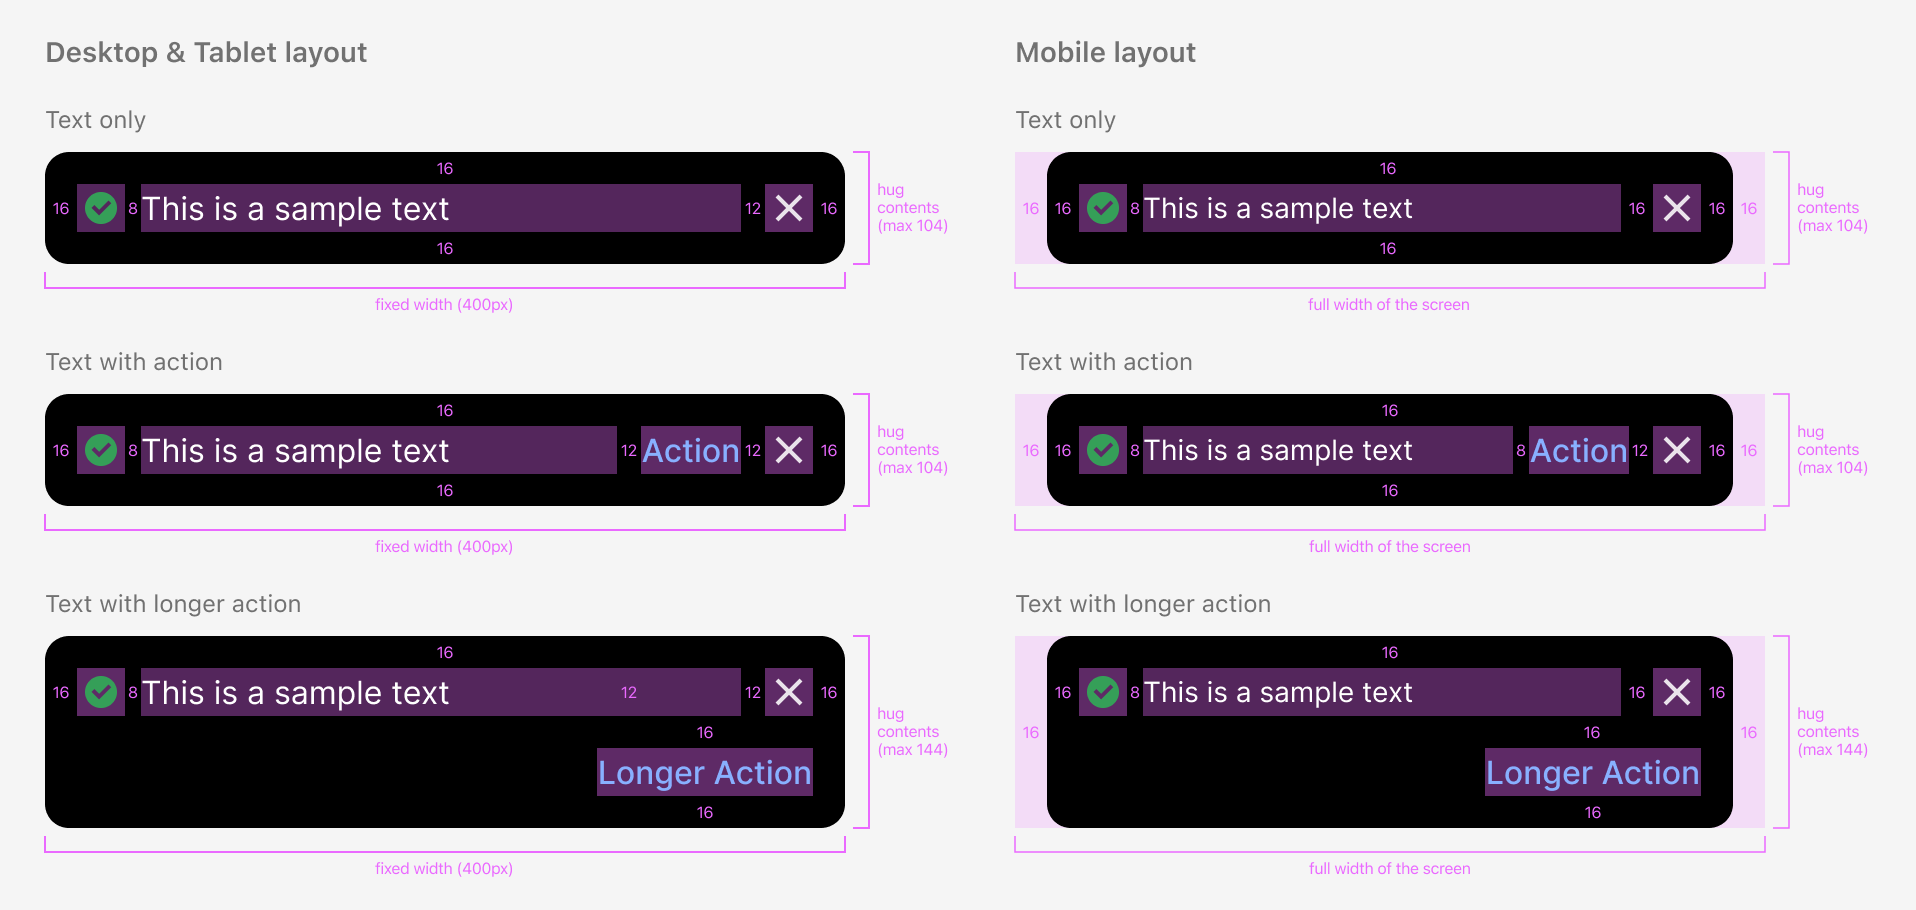 Desktop & Tablet layout
Text only
16
16 8 This is a sample text 12 16
16
hug
contents
(max 104)
fixed width (400px)
Text with action
16
16 8 This is a sample text 12 Action 12 16
16
hug
contents
(max 104)
fixed width (400px)
Text with longer action
16
16 8 This is a sample text 12 12 16
16
Longer Action
16
hug
contents
(max 144)
fixed width (400px)
Mobile layout
Text only
16
16 16 8 This is a sample text 16 16 16
16
hug
contents
(max 104)
full width of the screen
Text with action
16
16 16 8 This is a sample text 8 Action 12 16 16
16
hug
contents
(max 104)
full width of the screen
Text with longer action
16
16 8 This is a sample text 16 16
16 16 16
Longer Action
16
hug
contents
(max 144)
full width of the screen